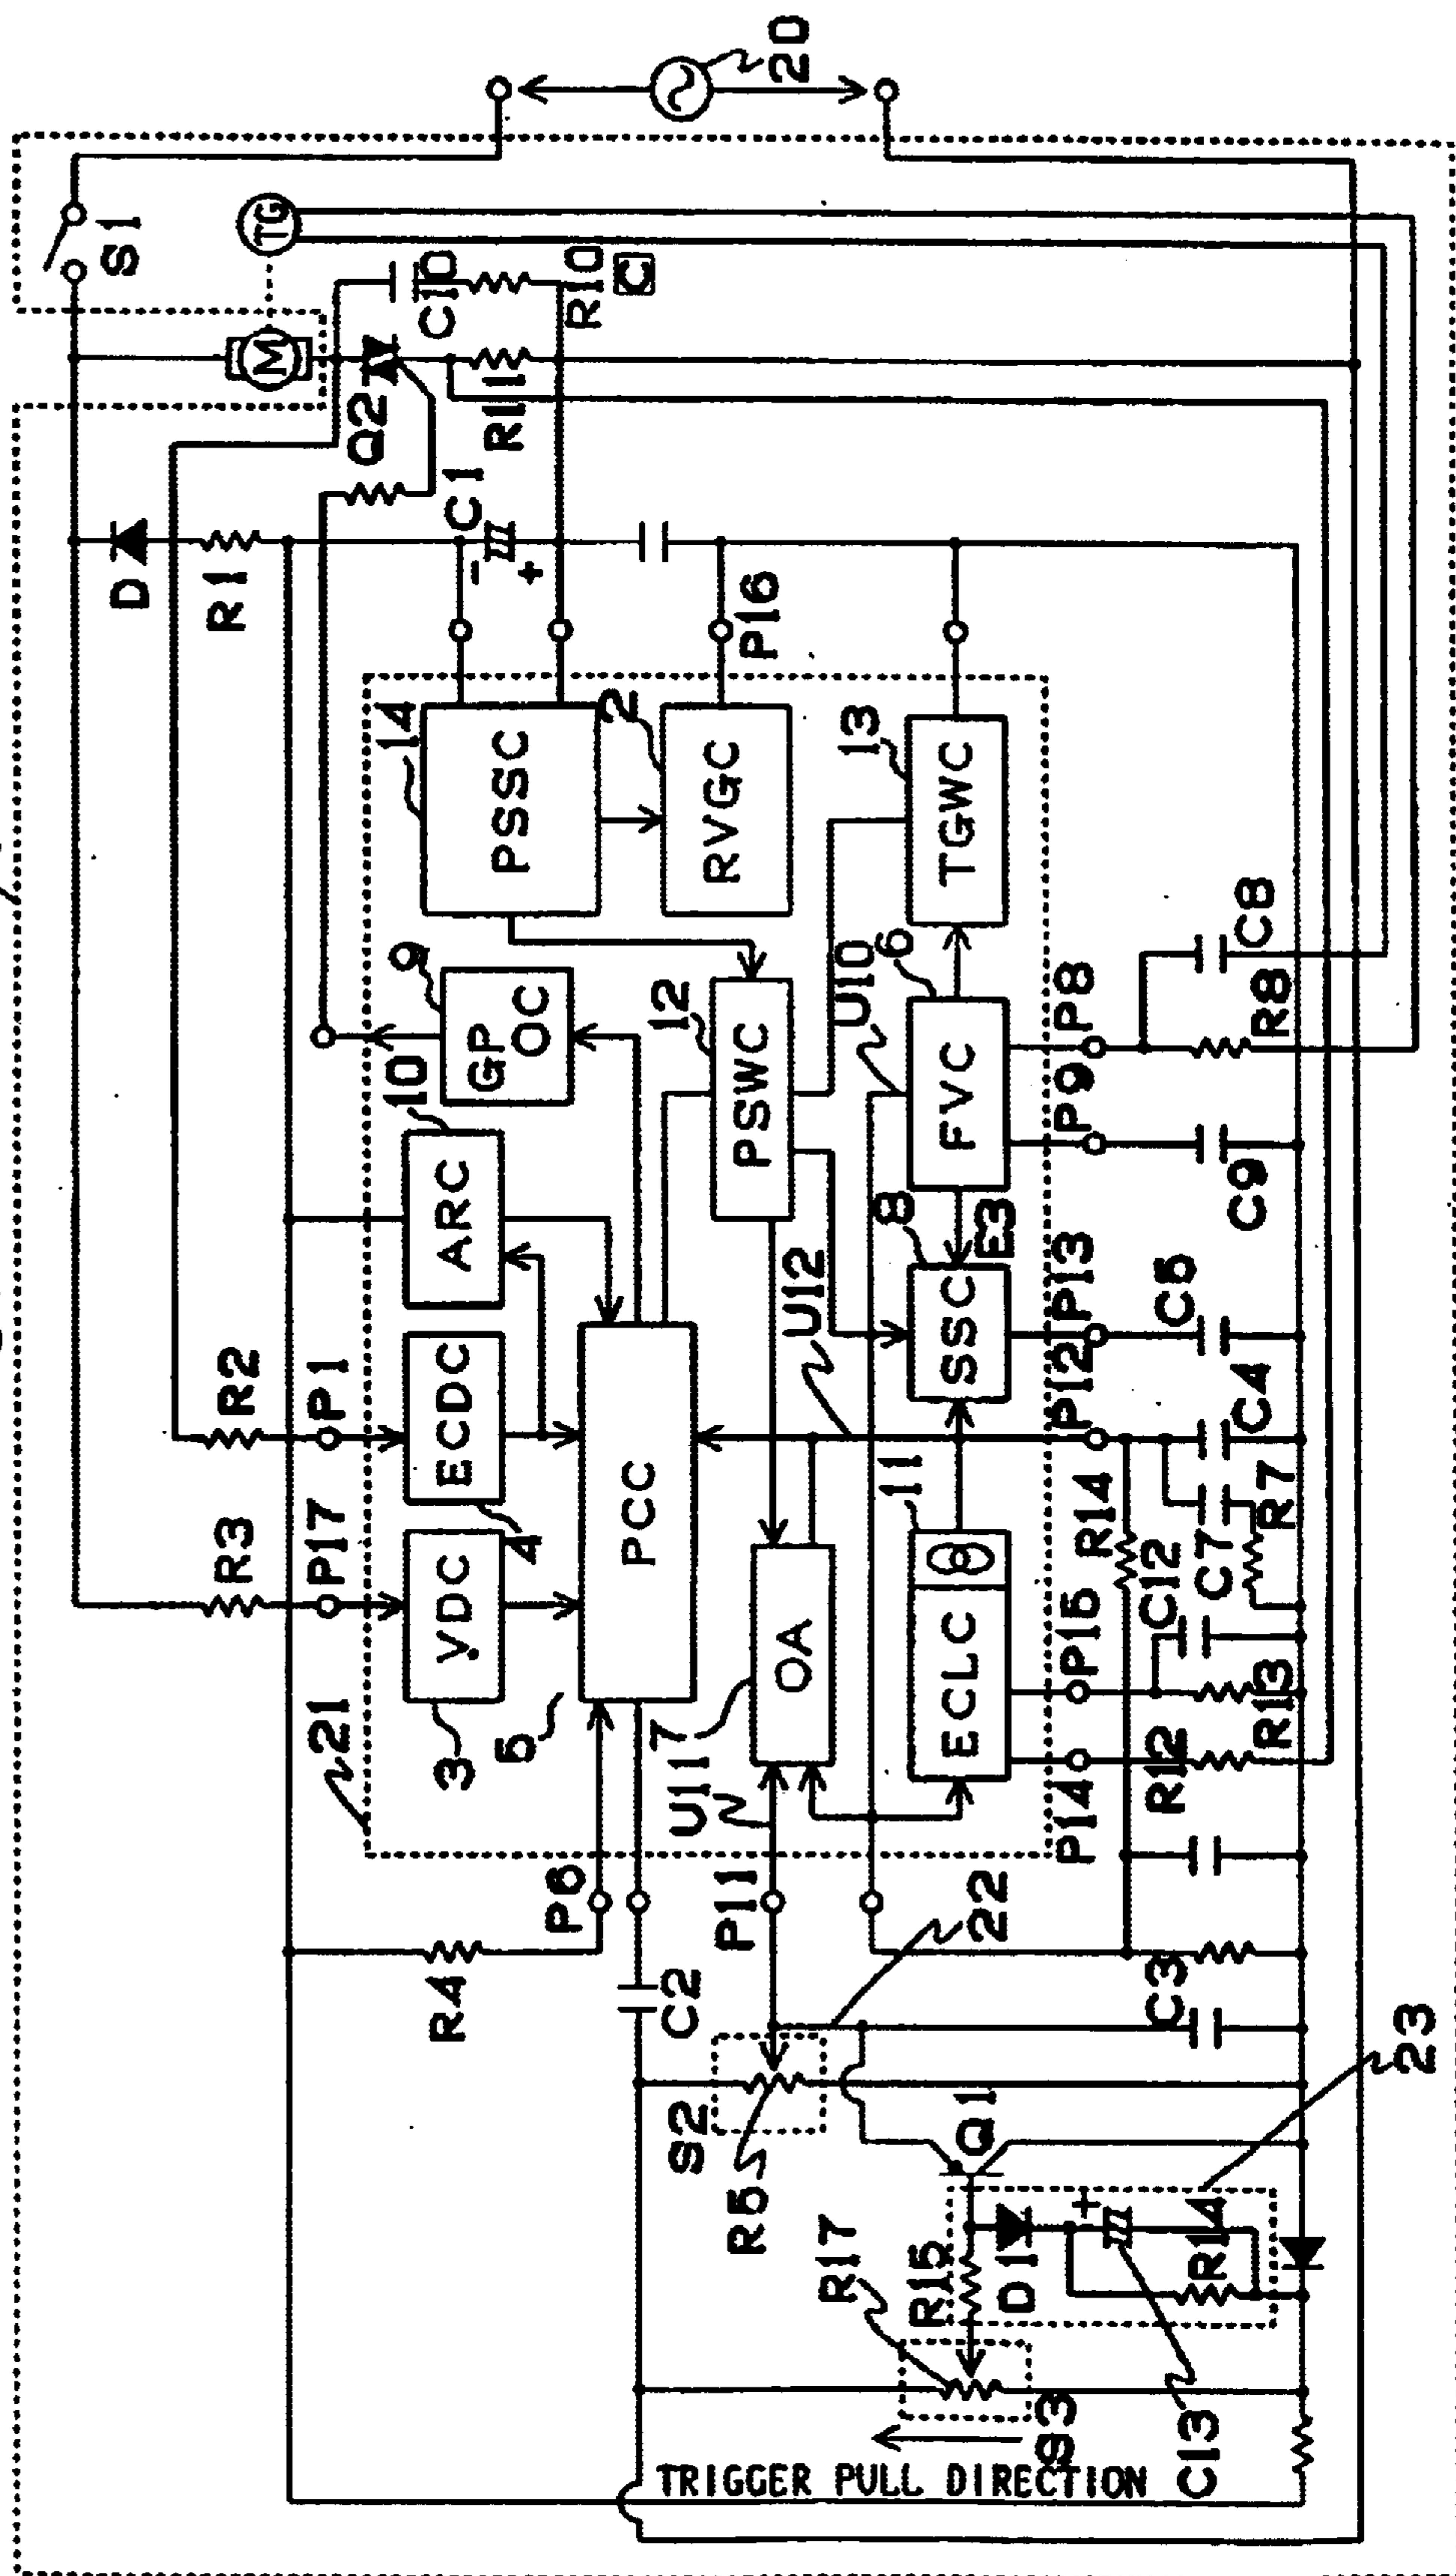 20
S1
TG
M
C10
R10
C
Q2
R11
C1
-
+
D
R1
P16
14
PSSC
2
RVGC
13
TGWC
9
GP
OC
10
ARC
12
PSWC
U10
6
FVC
P8
P9
C8
R8
C9
R2
P1
ECDC
4
R3
P17
VDC
3
21
PCC
5
U12
8
SSC
E3
P13
P12
C5
C4
R7
C7
C12
R14
11
ECLC
P15
P14
R13
R12
7
OA
U11
P11
P6
R4
C2
22
C3
23
S2
R5
Q1
R17
R15
D1
+
R14
C13
S3
TRIGGER PULL DIRECTION